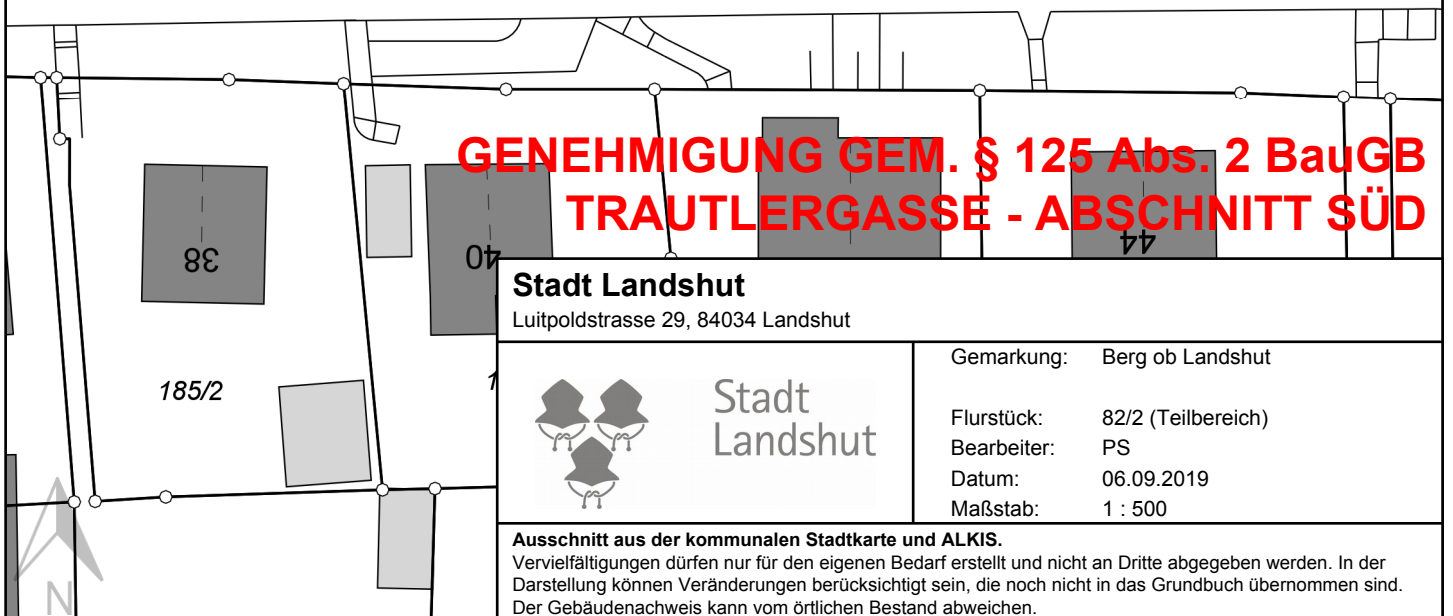 GENEHMIGUNG GEM. § 125 Abs. 2 BauGB
TRAUTLERGASSE - ABSCHNITT SÜD
38
40
44
185/2
1
Stadt Landshut
Luitpoldstrasse 29, 84034 Landshut
Stadt
Landshut
Gemarkung: Berg ob Landshut
Flurstück: 82/2 (Teilbereich)
Bearbeiter: PS
Datum: 06.09.2019
Maßstab: 1 : 500
Ausschnitt aus der kommunalen Stadtkarte und ALKIS.
Vervielfältigungen dürfen nur für den eigenen Bedarf erstellt und nicht an Dritte abgegeben werden. In der
Darstellung können Veränderungen berücksichtigt sein, die noch nicht in das Grundbuch übernommen sind.
Der Gebäudenachweis kann vom örtlichen Bestand abweichen.
N